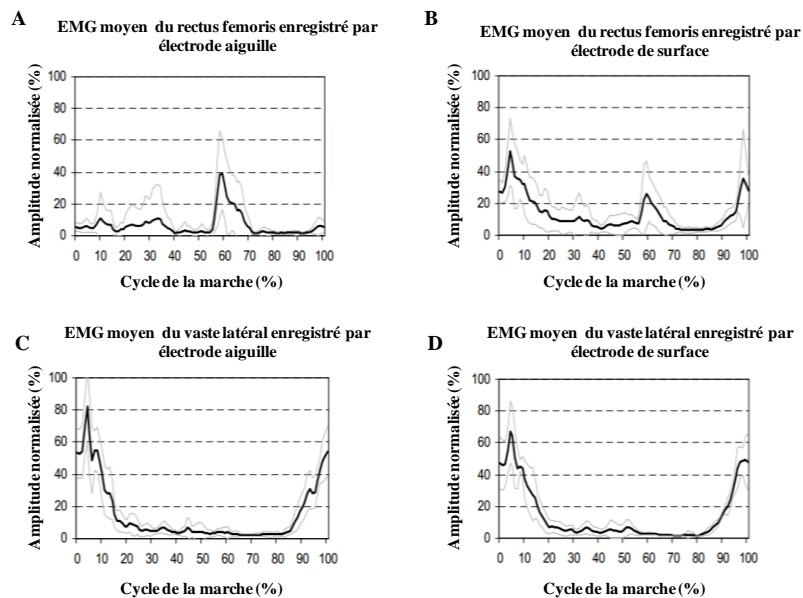 A
EMG moyen du rectus femoris enregistré par
électrode aiguille
Amplitude normalisée (%)
100
80
60
40
20
0
0 10 20 30 40 50 60 70 80 90 100
Cycle de la marche (%)
B
EMG moyen du rectus femoris enregistré par
électrode de surface
Amplitude normalisée (%)
100
80
60
40
20
0
0 10 20 30 40 50 60 70 80 90 100
Cycle de la marche (%)
C
EMG moyen du vaste latéral enregistré par
électrode aiguille
Amplitude normalisée (%)
100
80
60
40
20
0
0 10 20 30 40 50 60 70 80 90 100
Cycle de la marche (%)
D
EMG moyen du vaste latéral enregistré par
électrode de surface
Amplitude normalisée (%)
100
80
60
40
20
0
0 10 20 30 40 50 60 70 80 90 100
Cycle de la marche (%)